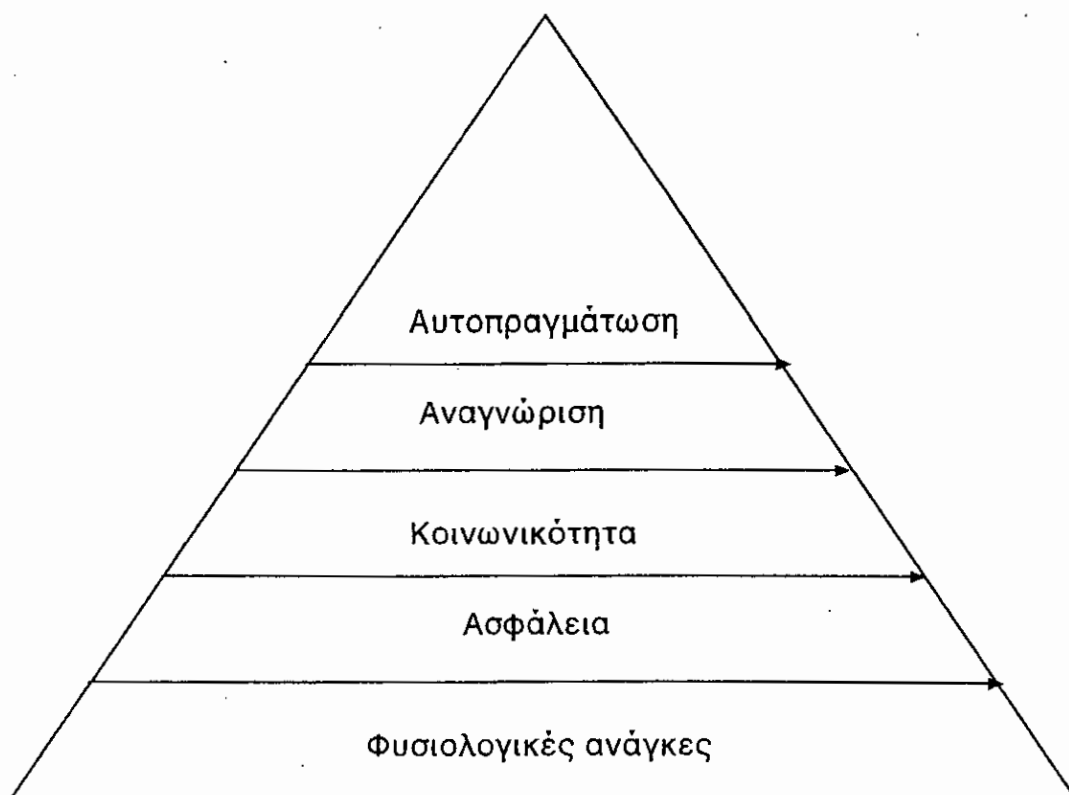 Αυτοπραγμάτωση
Αναγνώριση
Κοινωνικότητα
Ασφάλεια
Φυσιολογικές ανάγκες